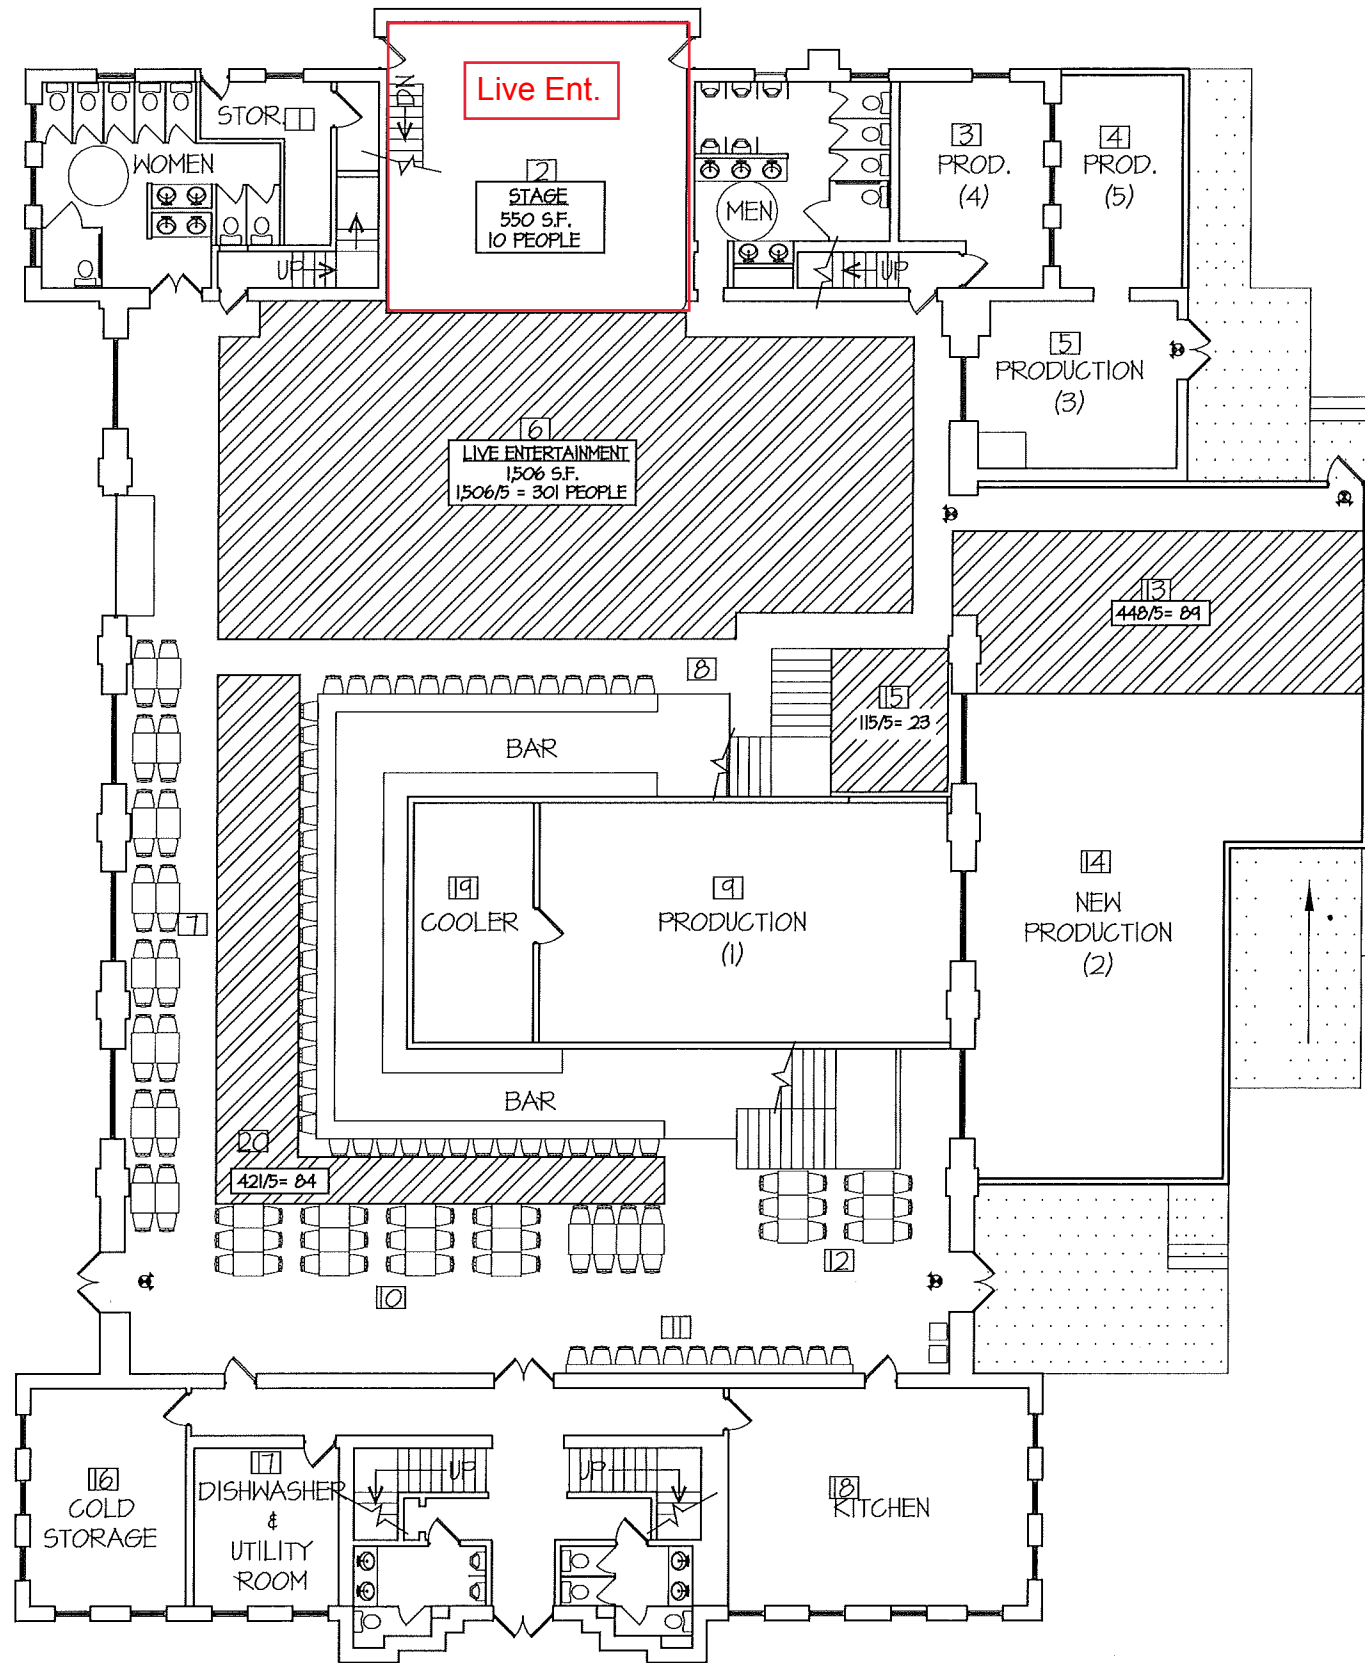 Live Ent.
DN
1
STOR.
WOMEN
2
STAGE
550 S.F.
10 PEOPLE
MEN
3
PROD.
(4)
4
PROD.
(5)
UP
UP
5
PRODUCTION
(3)
6
LIVE ENTERTAINMENT
1,506 S.F.
1,506/5 = 301 PEOPLE
13
448/5= 89
8
15
115/5= 23
BAR
7
19
COOLER
9
PRODUCTION
(1)
14
NEW
PRODUCTION
(2)
BAR
20
421/5= 84
12
10
11
16
COLD
STORAGE
17
DISHWASHER
&
UTILITY
ROOM
UP
UP
18
KITCHEN